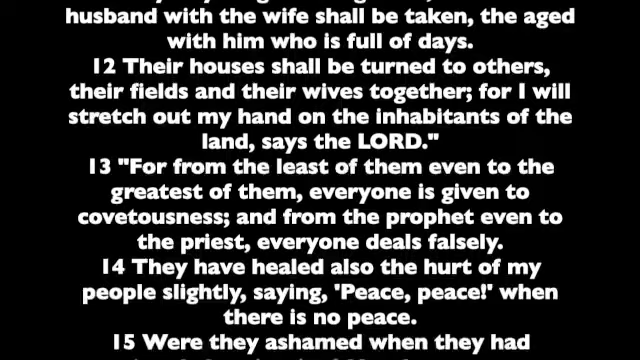 husband with the wife shall be taken, the aged
with him who is full of days.
12 Their houses shall be turned to others,
their fields and their wives together; for I will
stretch out my hand on the inhabitants of the
land, says the LORD."
13 "For from the least of them even to the
greatest of them, everyone is given to
covetousness; and from the prophet even to
the priest, everyone deals falsely.
14 They have healed also the hurt of my
people slightly, saying, 'Peace, peace!' when
there is no peace.
15 Were they ashamed when they had